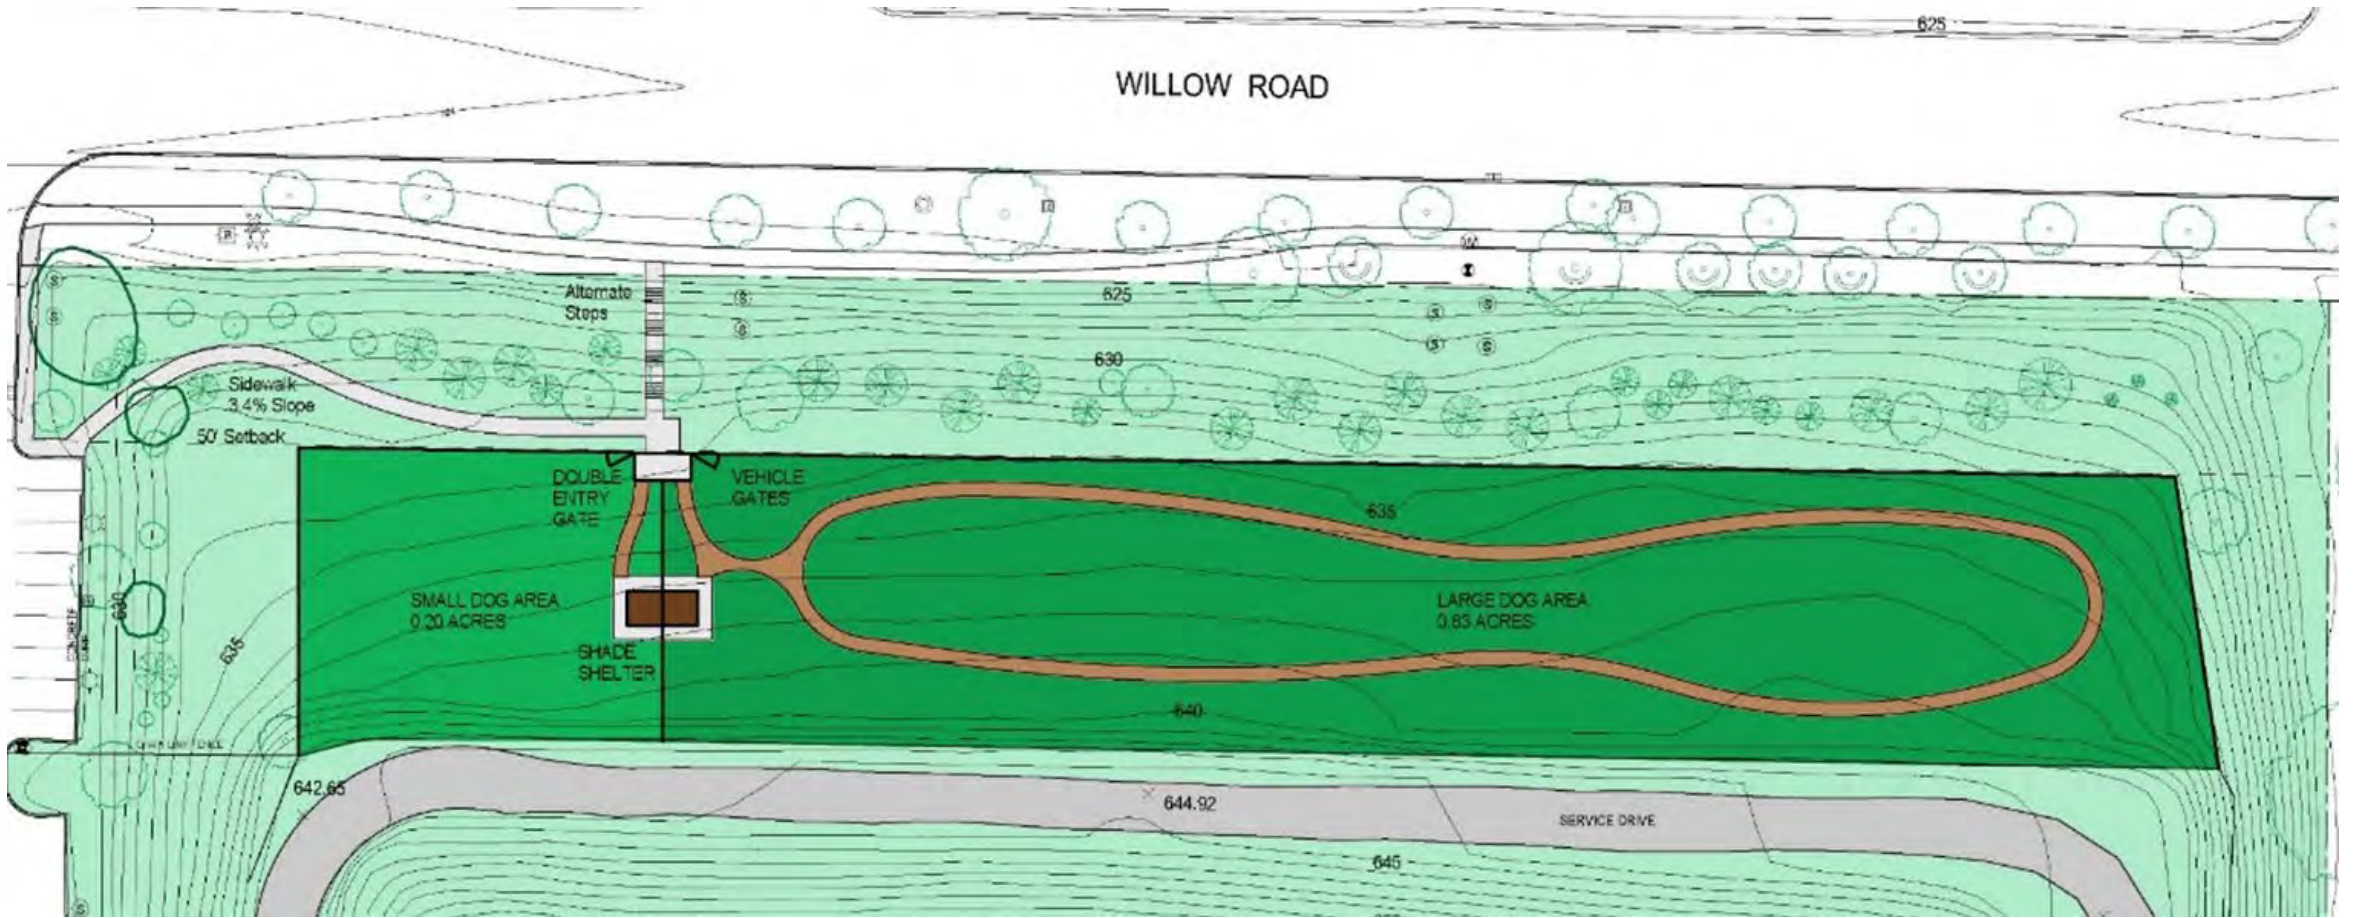 625
WILLOW ROAD
Alternate
Steps
625
630
Sidewalk
3.4% Slope
50' Setback
DOUBLE
ENTRY
GATE
VEHICLE
GATES
635
SMALL DOG AREA
0.20 ACRES
LARGE DOG AREA
0.83 ACRES
630
635
SHADE
SHELTER
640
642.65
644.92
SERVICE DRIVE
645